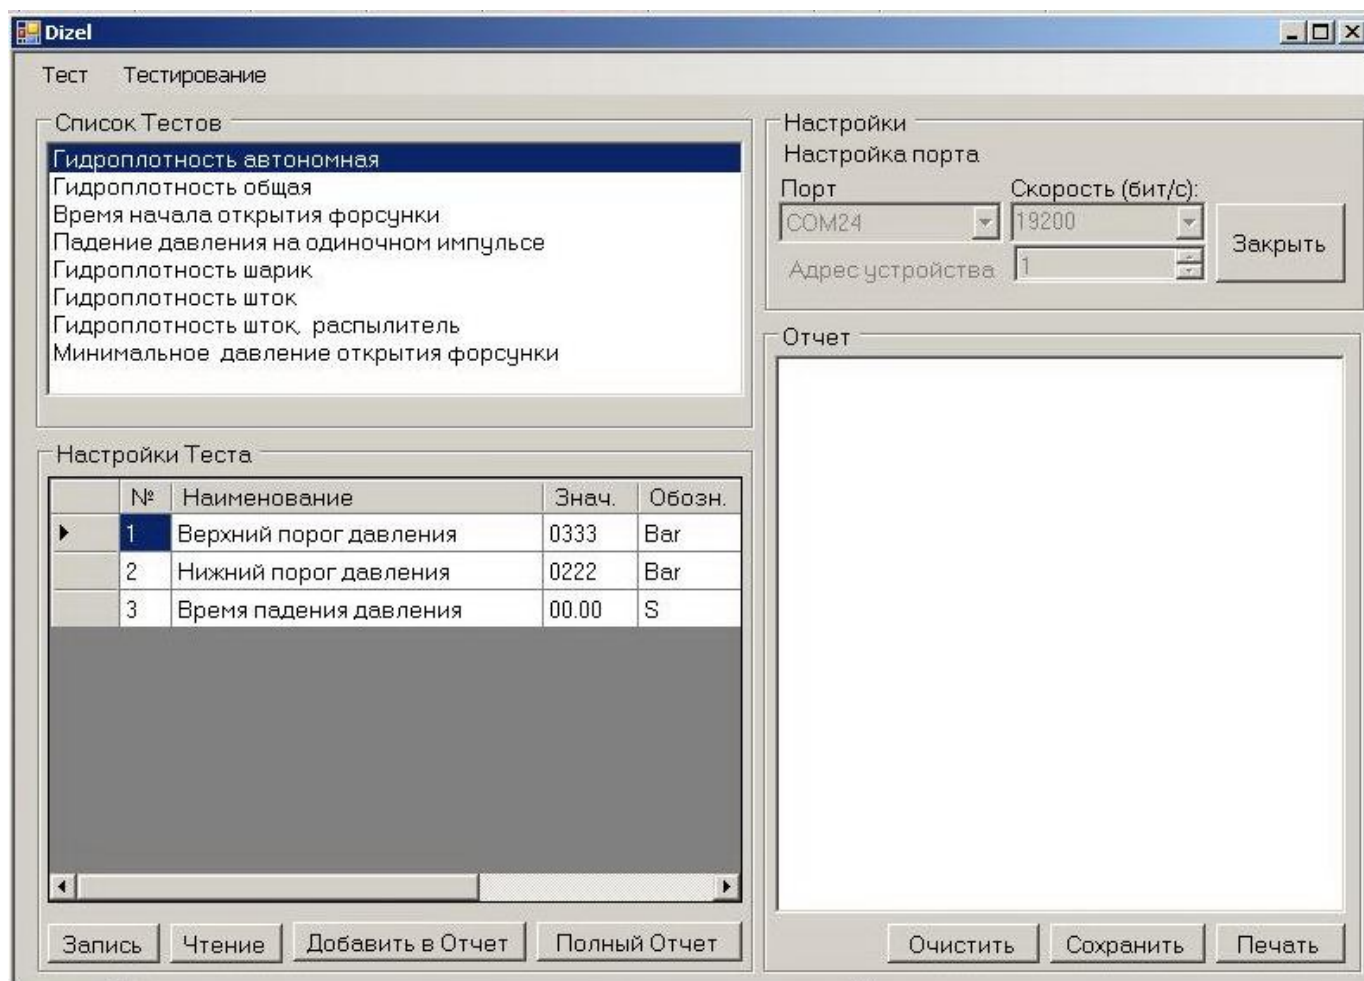 Dizel
Тест Тестирование
Список Тестов
Гидроплотность автономная
Гидроплотность общая
Время начала открытия форсунки
Падение давления на одиночном импульсе
Гидроплотность шарик
Гидроплотность шток
Гидроплотность шток, распылитель
Минимальное давление открытия форсунки
Настройки
Настройка порта
Порт Скорость (бит/с):
COM24 19200
Закрыть
Адрес устройства 1
Настройки Теста
№ Наименование Знач. Обозн.
1 Верхний порог давления 0333 Bar
2 Нижний порог давления 0222 Bar
3 Время падения давления 00.00 S
Запись Чтение Добавить в Отчет Полный Отчет
Отчет
Очистить Сохранить Печать